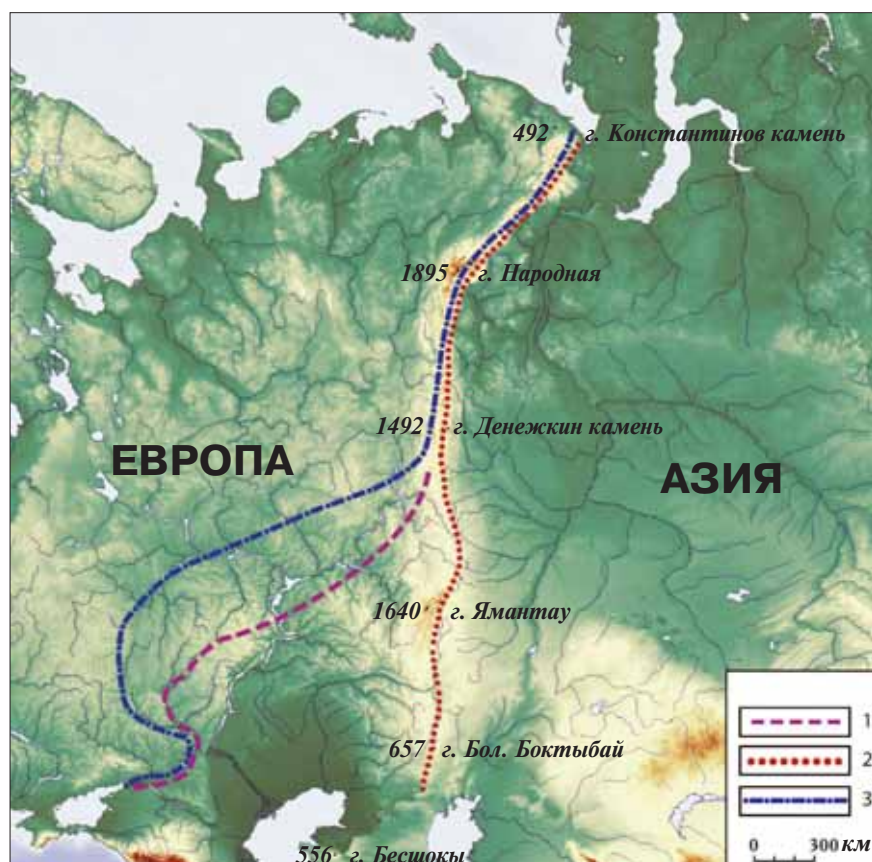 492 г. Константинов камень
1895 г. Народная
1492 г. Денежкин камень
ЕВРОПА
АЗИЯ
1640 г. Ямантау
1
2
657 г. Бол. Боктыбай
3
0 300 км
556 г. Бесшокы